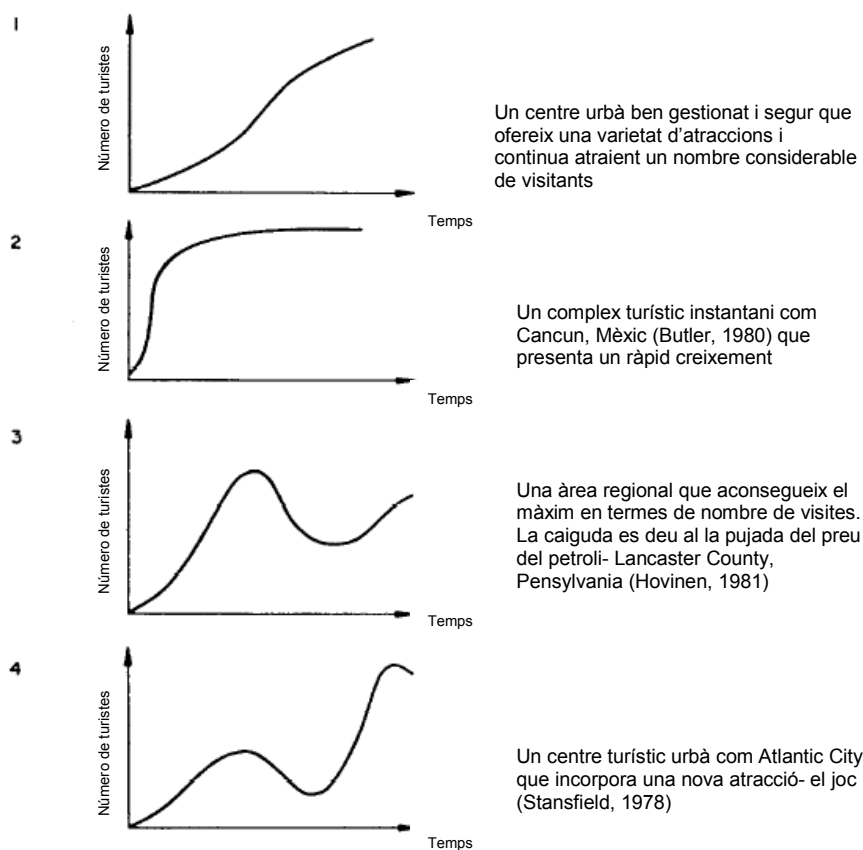 1
Número de turistes
Un centre urbà ben gestionat i segur que
ofereix una varietat d’atraccions i
continua atraient un nombre considerable
de visitants
Temps
2
Número de turistes
Un complex turístic instantani com
Cancun, Mèxic (Butler, 1980) que
presenta un ràpid creixement
Temps
3
Número de turistes
Una àrea regional que aconsegueix el
màxim en termes de nombre de visites.
La caiguda es deu al la pujada del preu
del petroli- Lancaster County,
Pensylvania (Hovinen, 1981)
Temps
4
Número de turistes
Un centre turístic urbà com Atlantic City
que incorpora una nova atracció- el joc
(Stansfield, 1978)
Temps